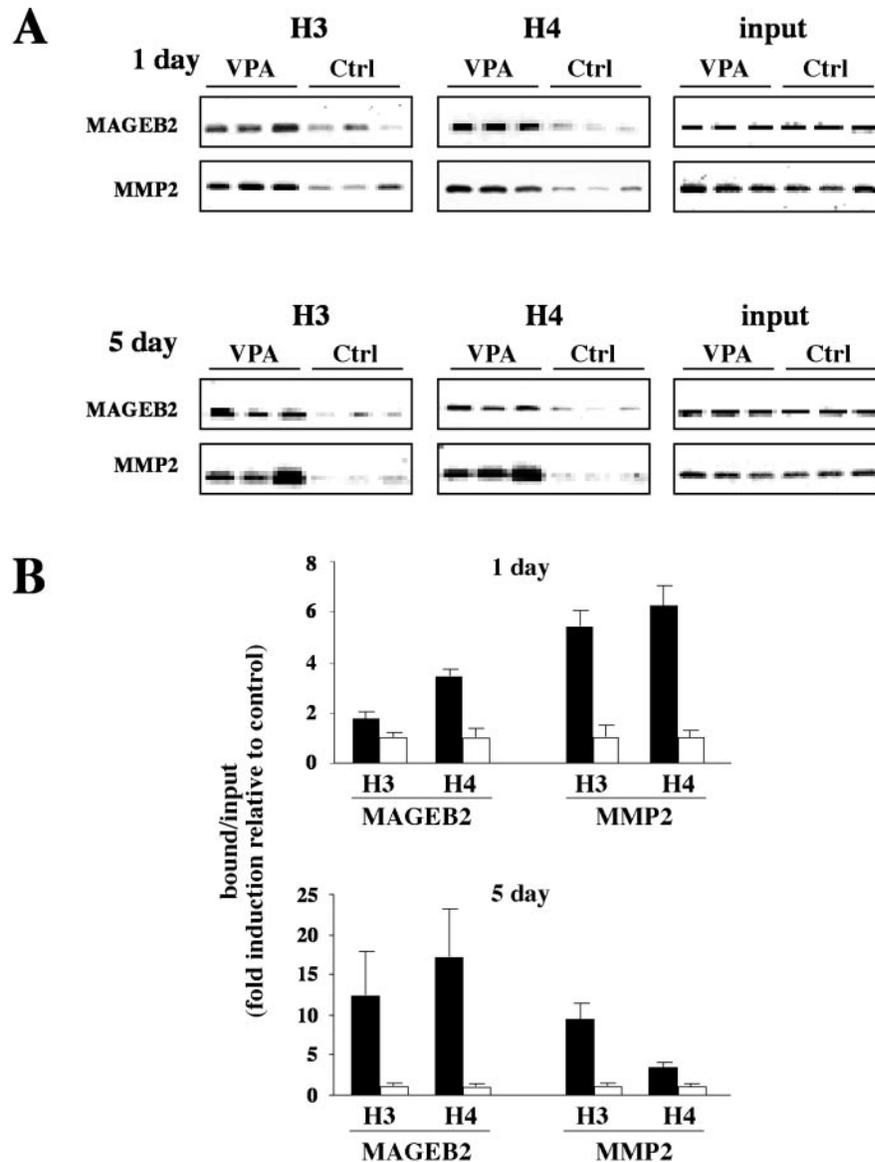 A
H3 H4 input
1 day VPA Ctrl VPA Ctrl VPA Ctrl
MAGEB2
MMP2
H3 H4 input
5 day VPA Ctrl VPA Ctrl VPA Ctrl
MAGEB2
MMP2
B
bound/input
(fold induction relative to control)
1 day
8
6
4
2
0
H3 H4 H3 H4
MAGEB2 MMP2
5 day
25
20
15
10
5
0
H3 H4 H3 H4
MAGEB2 MMP2